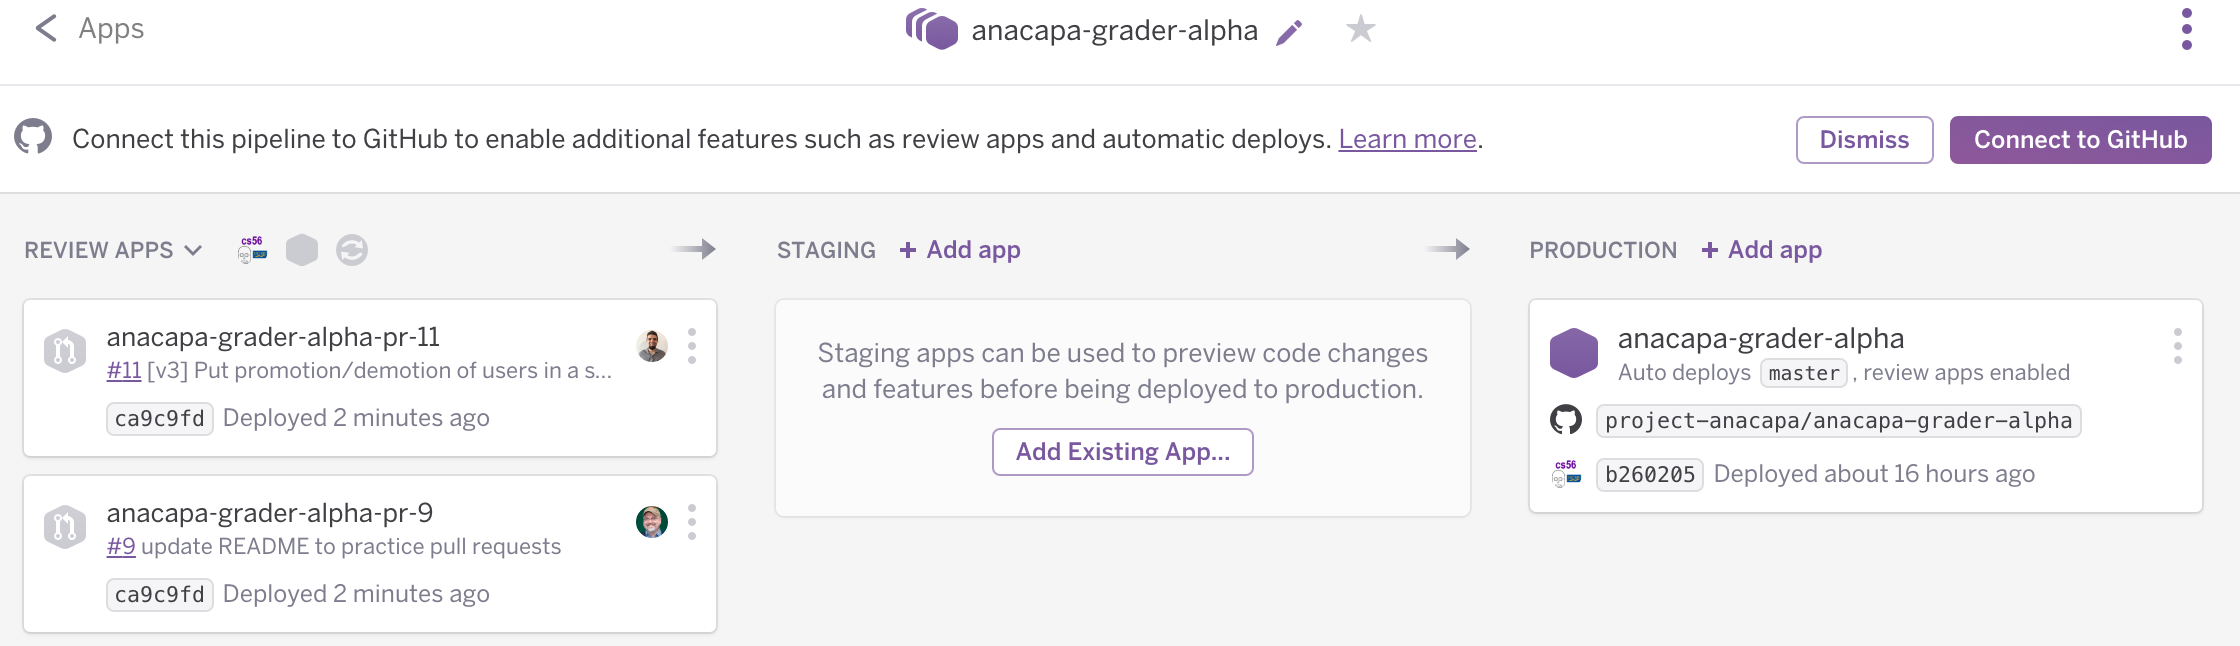 Apps
anacapa-grader-alpha
Connect this pipeline to GitHub to enable additional features such as review apps and automatic deploys. Learn more.
Dismiss
Connect to GitHub
REVIEW APPS
cs56
anacapa-grader-alpha-pr-11
#11 [v3] Put promotion/demotion of users in a s...
ca9c9fd Deployed 2 minutes ago
anacapa-grader-alpha-pr-9
#9 update README to practice pull requests
ca9c9fd Deployed 2 minutes ago
STAGING + Add app
Staging apps can be used to preview code changes
and features before being deployed to production.
Add Existing App...
PRODUCTION + Add app
anacapa-grader-alpha
Auto deploys master , review apps enabled
project-anacapa/anacapa-grader-alpha
cs56
b260205 Deployed about 16 hours ago